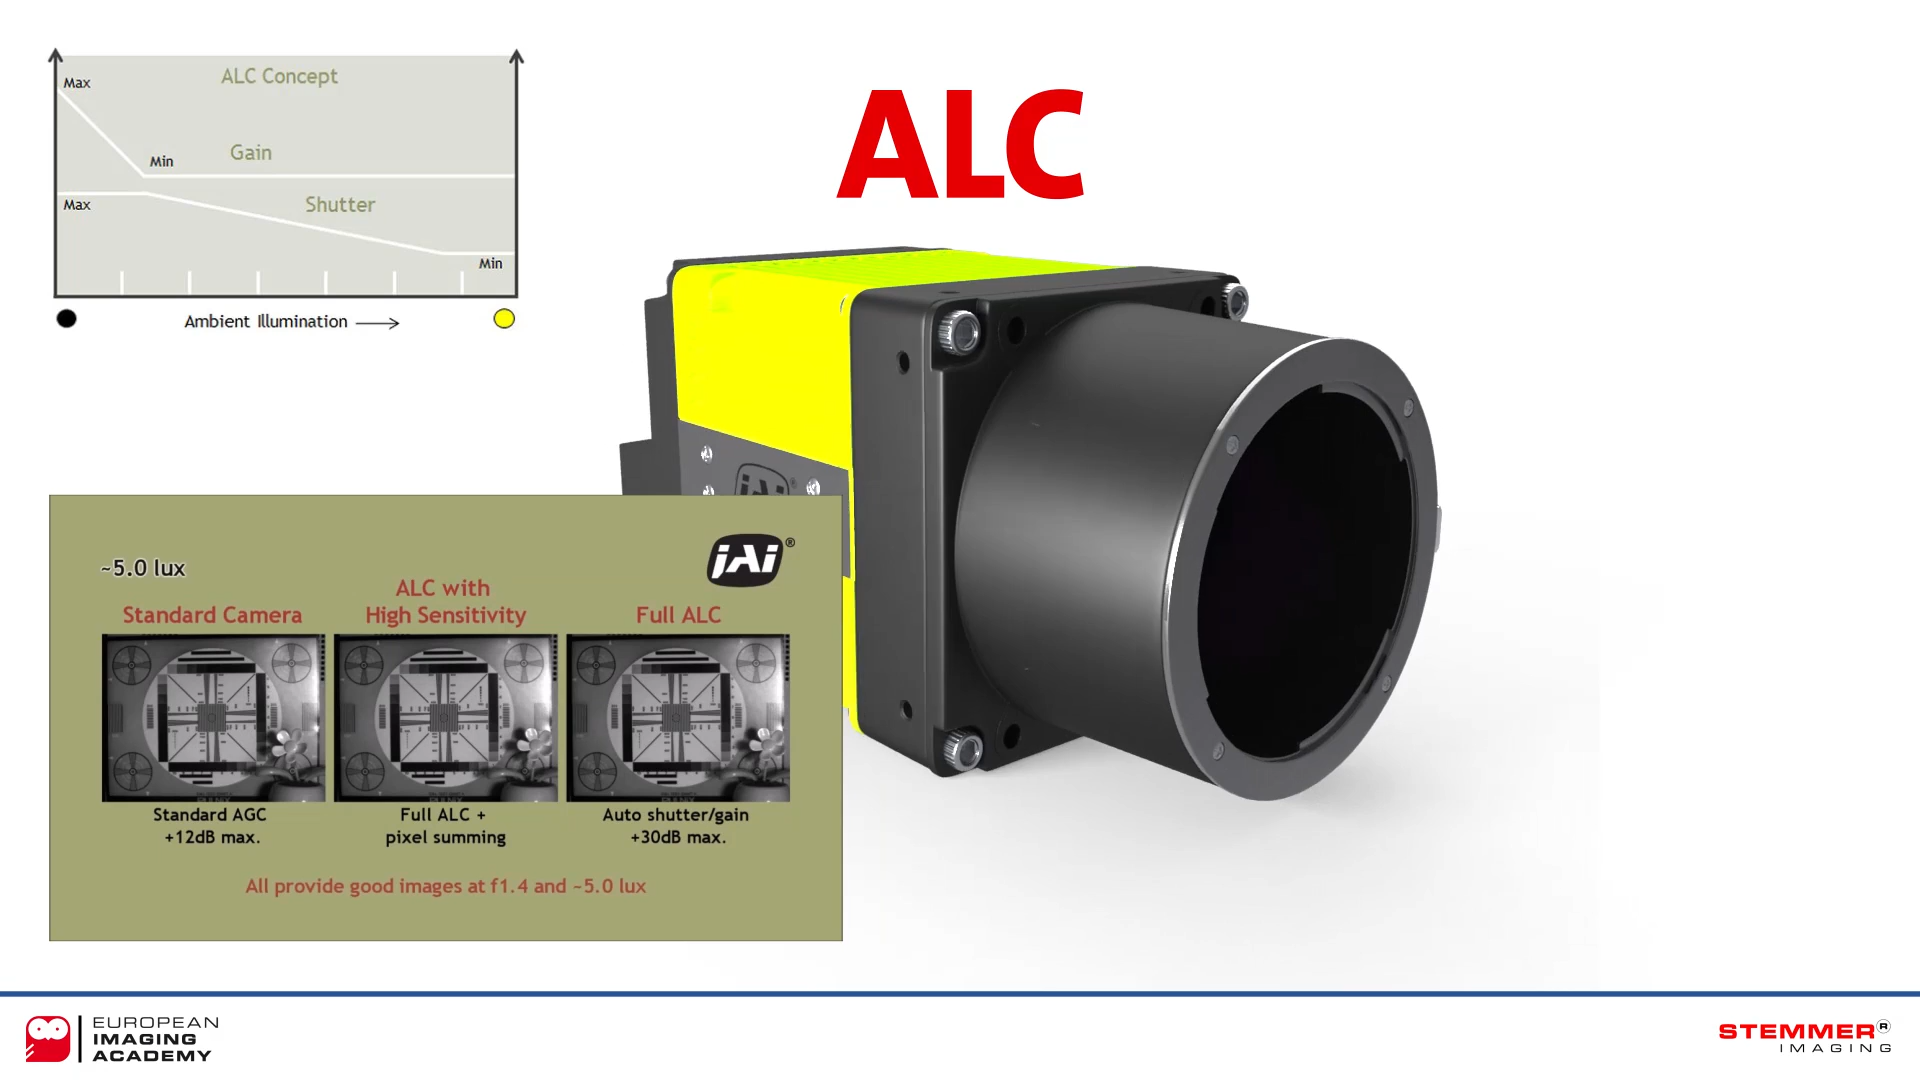 ALC
ALC Concept
Max
Min
Gain
Max
Shutter
Min
Ambient Illumination
jAi®
~5.0 lux
jAi®
Standard Camera
ALC with
High Sensitivity
Full ALC
Standard AGC
+12dB max.
Full ALC +
pixel summing
Auto shutter/gain
+30dB max.
All provide good images at f1.4 and ~5.0 lux
EUROPEAN
IMAGING
ACADEMY
STEMMER®
IMAGING